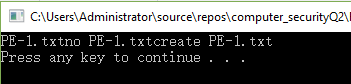 C:\Users\Administrator\source\repos\computer_securityQ2\
PE-1.txtno PE-1.txtcreate PE-1.txt
Press any key to continue . . .